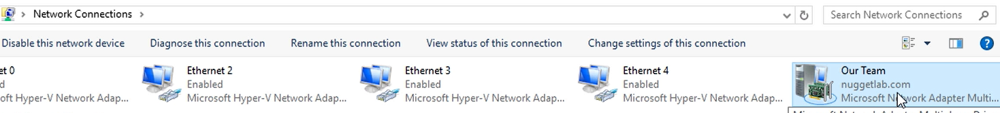 Network Connections
Search Network Connections
Disable this network device Diagnose this connection Rename this connection View status of this connection Change settings of this connection
et 0 Ethernet 2 Ethernet 3 Ethernet 4 Our Team
d Enabled Enabled Enabled nuggetlab.com
oft Hyper-V Network Adap... Microsoft Hyper-V Network Adap... Microsoft Hyper-V Network Adap... Microsoft Hyper-V Network Adap... Microsoft Network Adapter Multi...